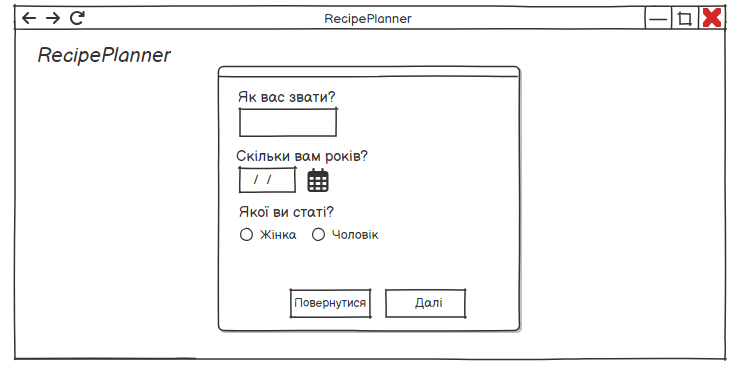 RecipePlanner
RecipePlanner
Як вас звати?
Скільки вам років?
/ /
Якої ви статі?
Жінка Чоловік
Повернутися Далі